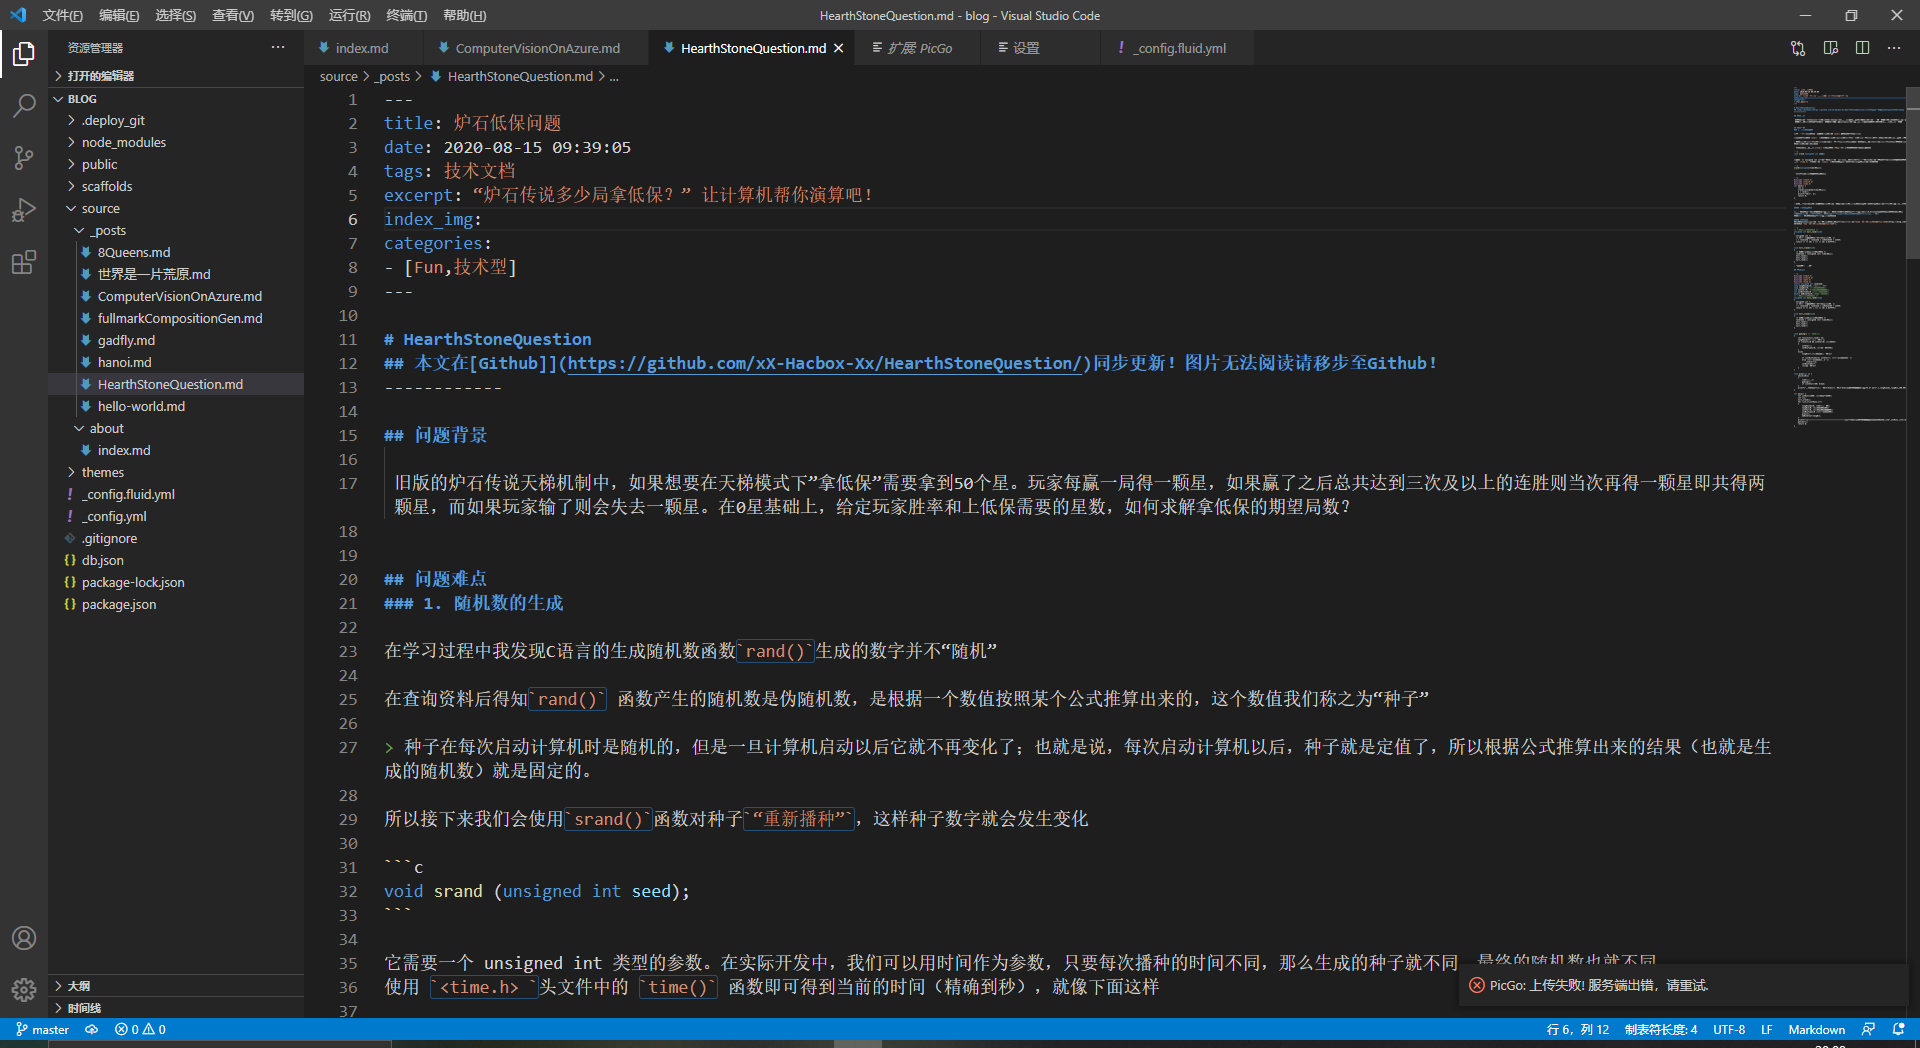 文件(F) 编辑(E) 选择(S) 查看(V) 转到(G) 运行(R) 终端(T) 帮助(H)
HearthStoneQuestion.md - blog - Visual Studio Code
资源管理器
index.md ComputerVisionOnAzure.md HearthStoneQuestion.md 扩展: PicGo 设置 _config.fluid.yml
source > _posts > HearthStoneQuestion.md > ...
打开的编辑器
BLOG
.deploy_git
node_modules
public
scaffolds
source
_posts
8Queens.md
世界是一片荒原.md
ComputerVisionOnAzure.md
fullmarkCompositionGen.md
gadfly.md
hanoi.md
HearthStoneQuestion.md
hello-world.md
about
index.md
themes
_config.fluid.yml
_config.yml
.gitignore
db.json
package-lock.json
package.json
大纲
时间线
1 ---
2 title: 炉石低保问题
3 date: 2020-08-15 09:39:05
4 tags: 技术文档
5 excerpt: “炉石传说多少局拿低保？” 让计算机帮你演算吧！
6 index_img:
7 categories:
8 - [Fun,技术型]
9 ---
10
11 # HearthStoneQuestion
12 ## 本文在[Github]](https://github.com/xX-Hacbox-Xx/HearthStoneQuestion/)同步更新！图片无法阅读请移步至Github！
13 ------------
14
15 ## 问题背景
16
17 旧版的炉石传说天梯机制中，如果想要在天梯模式下”拿低保”需要拿到50个星。玩家每赢一局得一颗星，如果赢了之后总共达到三次及以上的连胜则当次再得一颗星即共得两
颗星，而如果玩家输了则会失去一颗星。在0星基础上，给定玩家胜率和上低保需要的星数，如何求解拿低保的期望局数？
18
19
20 ## 问题难点
21 ### 1. 随机数的生成
22
23 在学习过程中我发现C语言的生成随机数函数`rand()`生成的数字并不“随机”
24
25 在查询资料后得知`rand()` 函数产生的随机数是伪随机数，是根据一个数值按照某个公式推算出来的，这个数值我们称之为“种子”
26
27 > 种子在每次启动计算机时是随机的，但是一旦计算机启动以后它就不再变化了；也就是说，每次启动计算机以后，种子就是定值了，所以根据公式推算出来的结果（也就是生
成的随机数）就是固定的。
28
29 所以接下来我们会使用`srand()`函数对种子`“重新播种”`，这样种子数字就会发生变化
30
31 ```c
32 void srand (unsigned int seed);
33 ```
34
35 它需要一个 unsigned int 类型的参数。在实际开发中，我们可以用时间作为参数，只要每次播种的时间不同，那么生成的种子就不同，最终的随机数也就不同
36 使用 `<time.h> `头文件中的 `time()` 函数即可得到当前的时间（精确到秒），就像下面这样
37
PicGo: 上传失败! 服务端出错，请重试.
master 0 0 行 6，列 12 制表符长度: 4 UTF-8 LF Markdown